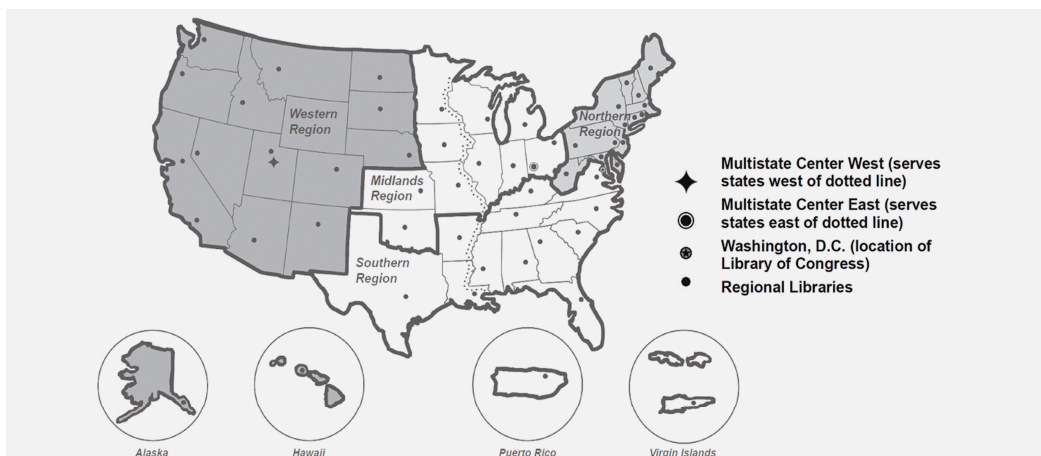 Western
Region
Northern
Region
Midlands
Region
Southern
Region
Multistate Center West (serves
states west of dotted line)
Multistate Center East (serves
states east of dotted line)
Washington, D.C. (location of
Library of Congress)
Regional Libraries
Alaska
Hawaii
Puerto Rico
Virgin Islands